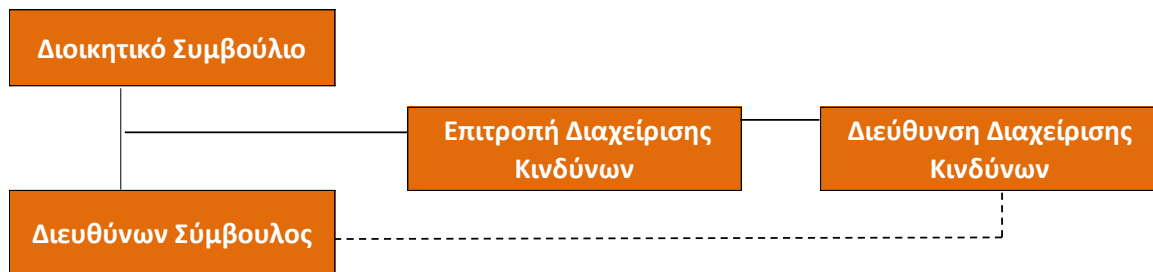 Διοικητικό Συμβούλιο
Επιτροπή Διαχείρισης
Κινδύνων
Διεύθυνση Διαχείρισης
Κινδύνων
Διευθύνων Σύμβουλος